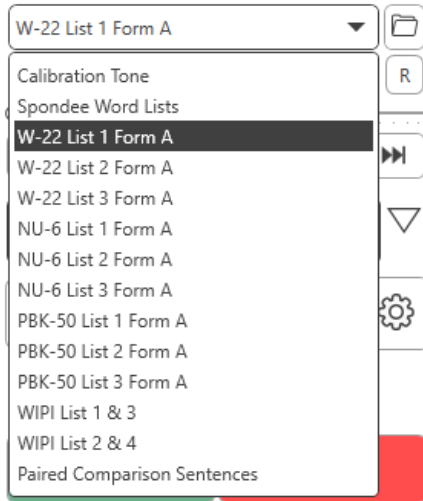 W-22 List 1 Form A
R
Calibration Tone
Spondee Word Lists
W-22 List 1 Form A
W-22 List 2 Form A
W-22 List 3 Form A
NU-6 List 1 Form A
NU-6 List 2 Form A
NU-6 List 3 Form A
PBK-50 List 1 Form A
PBK-50 List 2 Form A
PBK-50 List 3 Form A
WIPI List 1 & 3
WIPI List 2 & 4
Paired Comparison Sentences